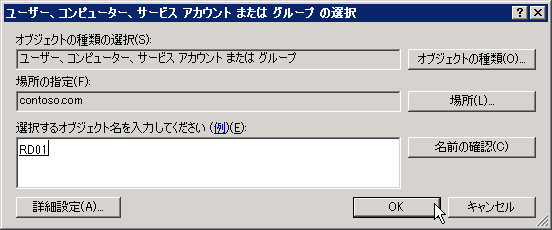 ユーザー、コンピューター、サービス アカウント または グループ の選択
オブジェクトの種類の選択(S):
ユーザー、コンピューター、サービス アカウント または グループ
オブジェクトの種類(O)...
場所の指定(F):
contoso.com
場所(L)...
選択するオブジェクト名を入力してください (例)(E):
RD01
名前の確認(C)
詳細設定(A)...
OK
キャンセル